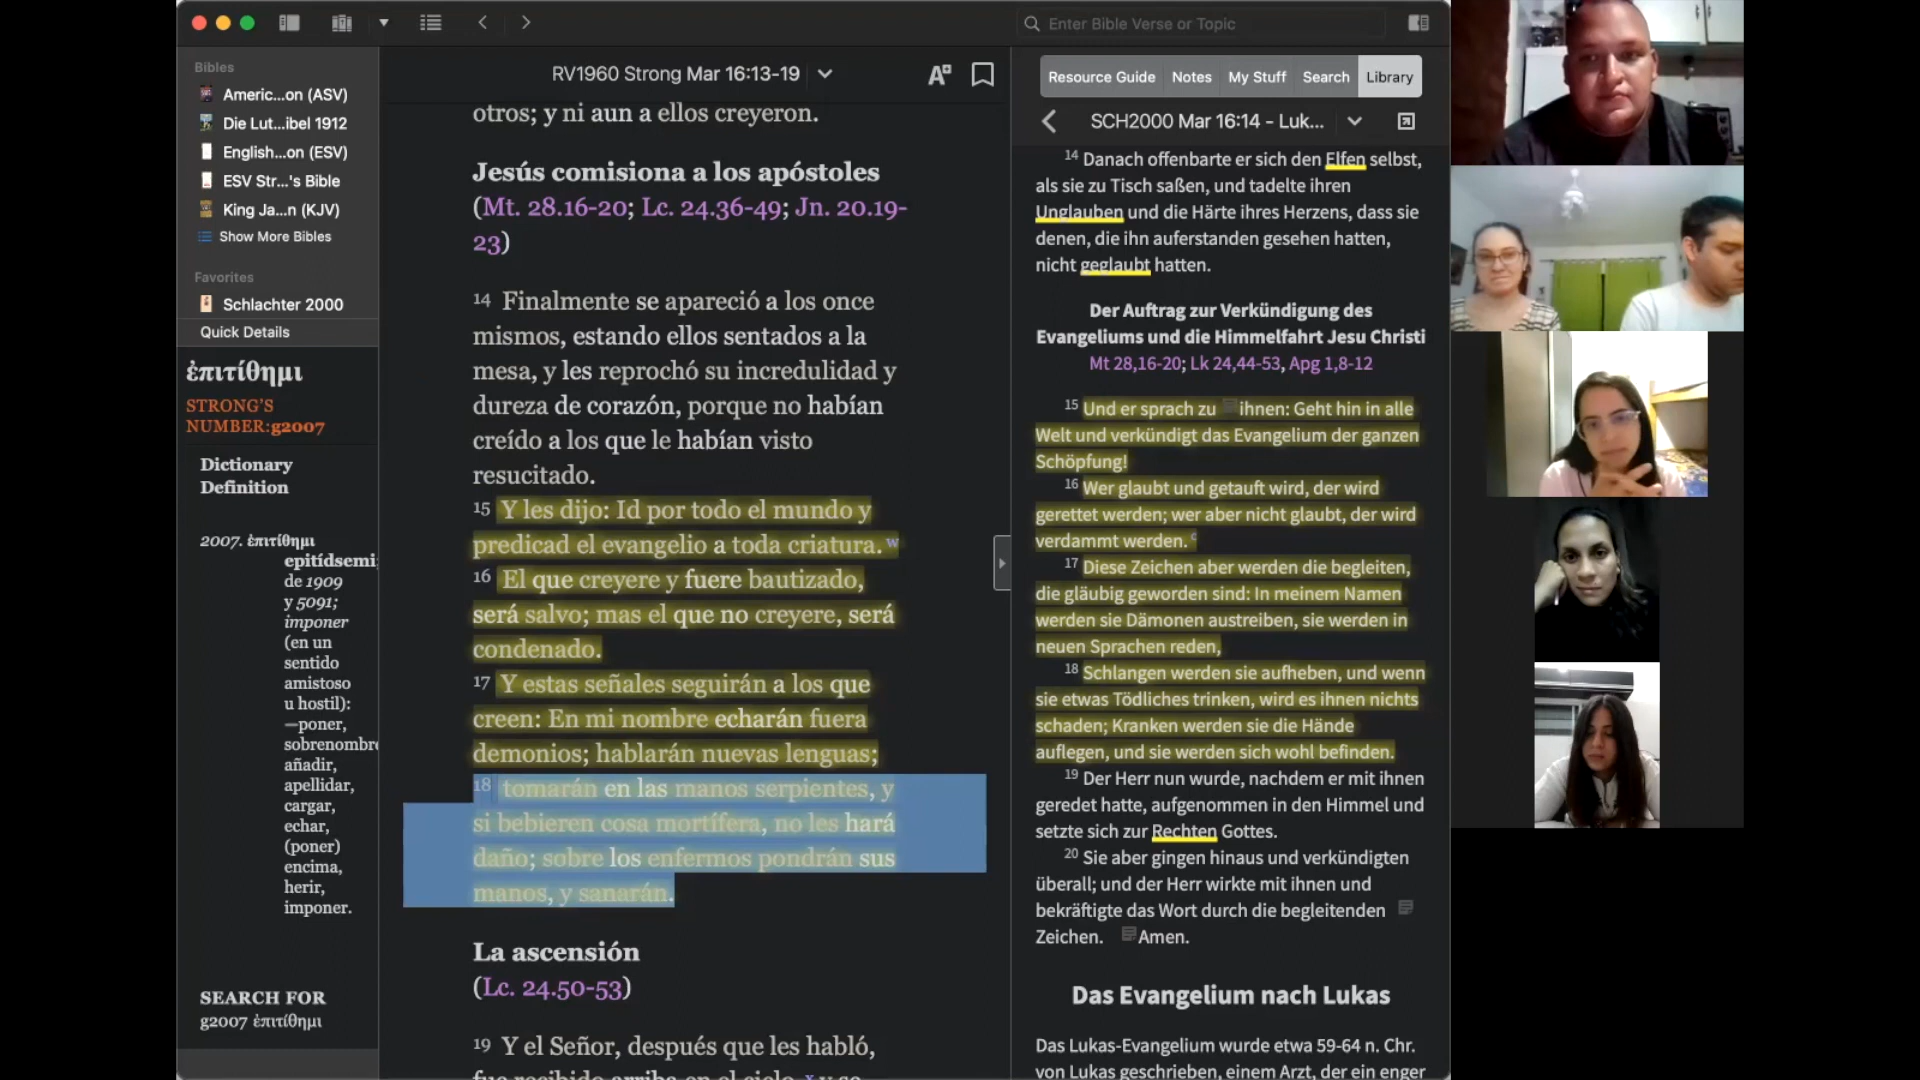 Enter Bible Verse or Topic
Bibles
Americ...on (ASV)
Die Lut...ibel 1912
English...on (ESV)
ESV Str...'s Bible
King Ja...n (KJV)
Show More Bibles
Favorites
Schlachter 2000
Quick Details
ἐπιτίθημι
STRONG'S
NUMBER:g2007
Dictionary
Definition
2007. ἐπιτίθημι
epitídsemi;
de 1909
y 5091;
imponer
(en un
sentido
amistoso
u hostil):
—poner,
sobrenombre
añadir,
apellidar,
cargar,
echar,
(poner)
encima,
herir,
imponer.
SEARCH FOR
g2007 ἐπιτίθημι
RV1960 Strong Mar 16:13-19
otros; y ni aun a ellos creyeron.
Jesús comisiona a los apóstoles
(Mt. 28.16-20; Lc. 24.36-49; Jn. 20.19-
23)
14 Finalmente se apareció a los once
mismos, estando ellos sentados a la
mesa, y les reprochó su incredulidad y
dureza de corazón, porque no habían
creído a los que le habían visto
resucitado.
15 Y les dijo: Id por todo el mundo y
predicad el evangelio a toda criatura. w
16 El que creyere y fuere bautizado,
será salvo; mas el que no creyere, será
condenado.
17 Y estas señales seguirán a los que
creen: En mi nombre echarán fuera
demonios; hablarán nuevas lenguas;
18 tomarán en las manos serpientes, y
si bebieren cosa mortífera, no les hará
daño; sobre los enfermos pondrán sus
manos, y sanarán.
La ascensión
(Lc. 24.50-53)
19 Y el Señor, después que les habló,
fue recibido arriba en el cielo, x y se
Resource Guide Notes My Stuff Search Library
SCH2000 Mar 16:14 - Luk...
14 Danach offenbarte er sich den Elfen selbst,
als sie zu Tisch saßen, und tadelte ihren
Unglauben und die Härte ihres Herzens, dass sie
denen, die ihn auferstanden gesehen hatten,
nicht geglaubt hatten.
Der Auftrag zur Verkündigung des
Evangeliums und die Himmelfahrt Jesu Christi
Mt 28,16-20; Lk 24,44-53, Apg 1,8-12
15 Und er sprach zu ihnen: Geht hin in alle
Welt und verkündigt das Evangelium der ganzen
Schöpfung!
16 Wer glaubt und getauft wird, der wird
gerettet werden; wer aber nicht glaubt, der wird
verdammt werden. c
17 Diese Zeichen aber werden die begleiten,
die gläubig geworden sind: In meinem Namen
werden sie Dämonen austreiben, sie werden in
neuen Sprachen reden,
18 Schlangen werden sie aufheben, und wenn
sie etwas Tödliches trinken, wird es ihnen nichts
schaden; Kranken werden sie die Hände
auflegen, und sie werden sich wohl befinden.
19 Der Herr nun wurde, nachdem er mit ihnen
geredet hatte, aufgenommen in den Himmel und
setzte sich zur Rechten Gottes.
20 Sie aber gingen hinaus und verkündigten
überall; und der Herr wirkte mit ihnen und
bekräftigte das Wort durch die begleitenden
Zeichen. Amen.
Das Evangelium nach Lukas
Das Lukas-Evangelium wurde etwa 59-64 n. Chr.
von Lukas geschrieben, einem Arzt, der ein enger